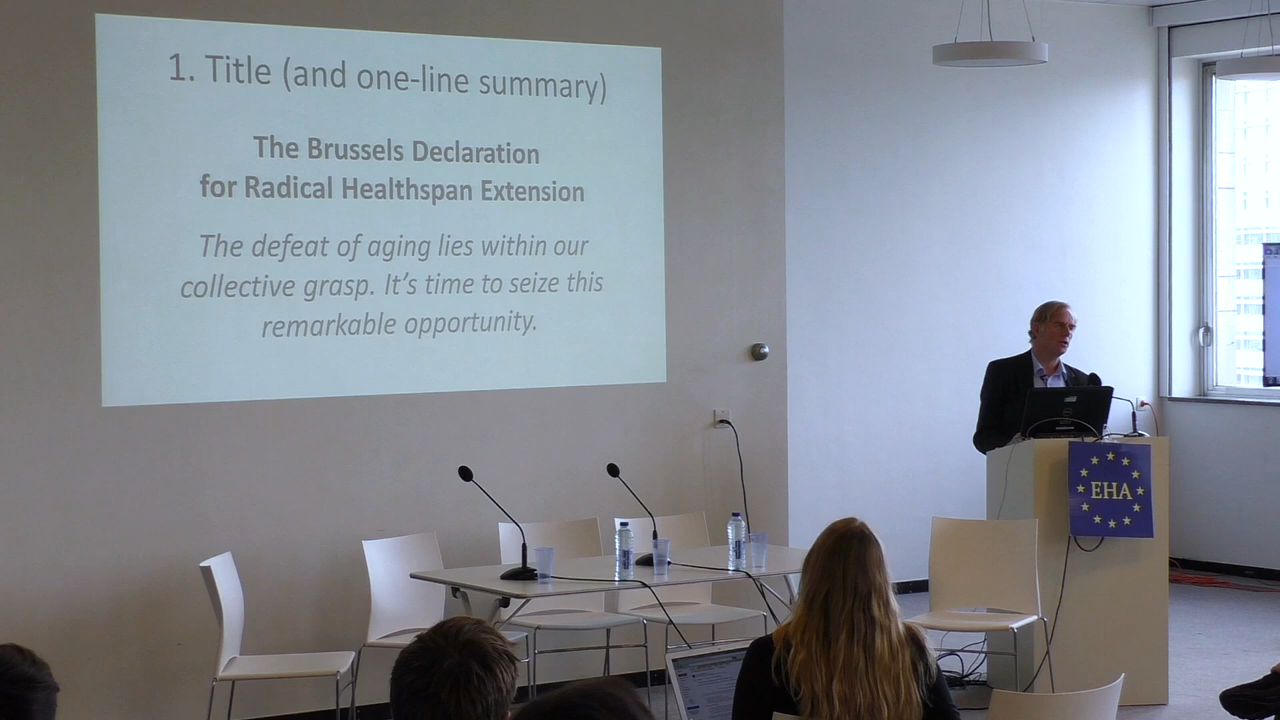 1. Title (and one-line summary)
The Brussels Declaration
for Radical Healthspan Extension
The defeat of aging lies within our
collective grasp. It's time to seize this
remarkable opportunity.
EHA